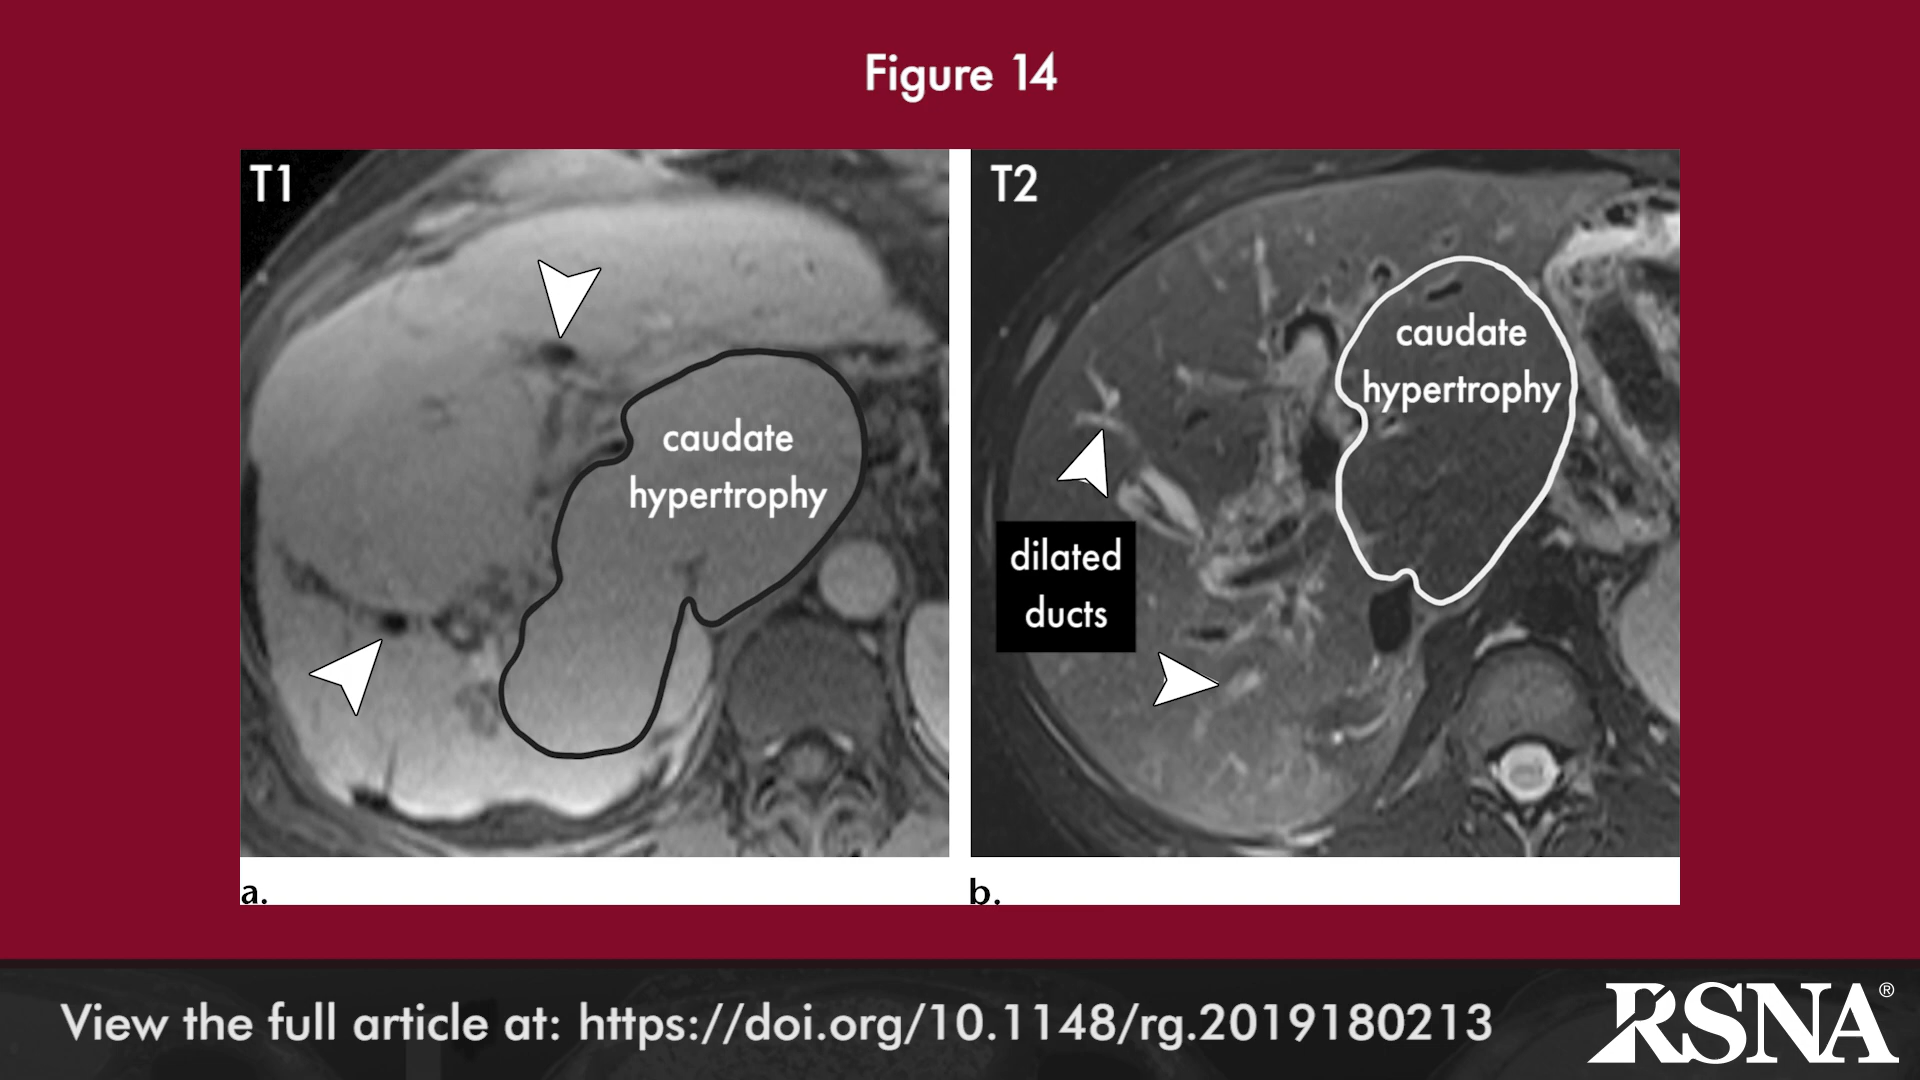 Figure 14
T1
caudate
hypertrophy
a.
T2
caudate
hypertrophy
dilated
ducts
b.
View the full article at: https://doi.org/10.1148/rg.2019180213
RSNA®